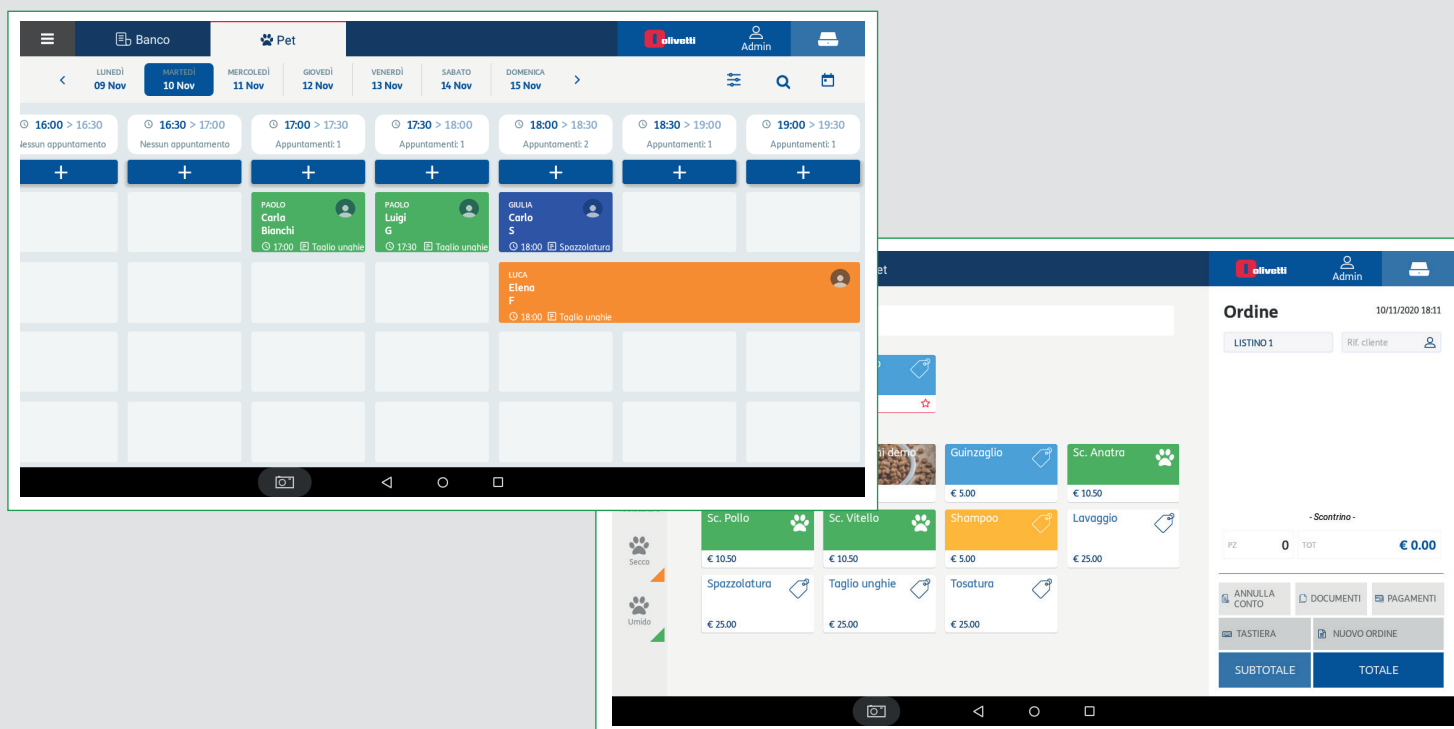 Banco
Pet
olivetti
Admin
LUNEDÌ
09 Nov
MARTEDÌ
10 Nov
MERCOLEDÌ
11 Nov
GIOVEDÌ
12 Nov
VENERDÌ
13 Nov
SABATO
14 Nov
DOMENICA
15 Nov
16:00 > 16:30
Nessun appuntamento
16:30 > 17:00
Nessun appuntamento
17:00 > 17:30
Appuntamenti: 1
17:30 > 18:00
Appuntamenti: 1
18:00 > 18:30
Appuntamenti: 2
18:30 > 19:00
Appuntamenti: 1
19:00 > 19:30
Appuntamenti: 1
+ + + + + + +
PAOLO
Carla
Bianchi
17:00 Taglio unghie
PAOLO
Luigi
G
17:30 Taglio unghie
GIULIA
Carlo
S
18:00 Spazzolatura
LUCA
Elena
F
18:00 Taglio unghie
et
olivetti
Admin
Ordine
10/11/2020 18:11
LISTINO 1
Rif. cliente
demo
Guinzaglio
€ 5.00
Sc. Anatra
€ 10.50
Sc. Pollo
€ 10.50
Sc. Vitello
€ 10.50
Shampoo
€ 5.00
Lavaggio
€ 25.00
Spazzolatura
€ 25.00
Taglio unghie
€ 25.00
Tosatura
€ 25.00
Secco
Umido
- Scontrino -
PZ 0 TOT € 0.00
ANNULLA
CONTO
DOCUMENTI
PAGAMENTI
TASTIERA
NUOVO ORDINE
SUBTOTALE
TOTALE